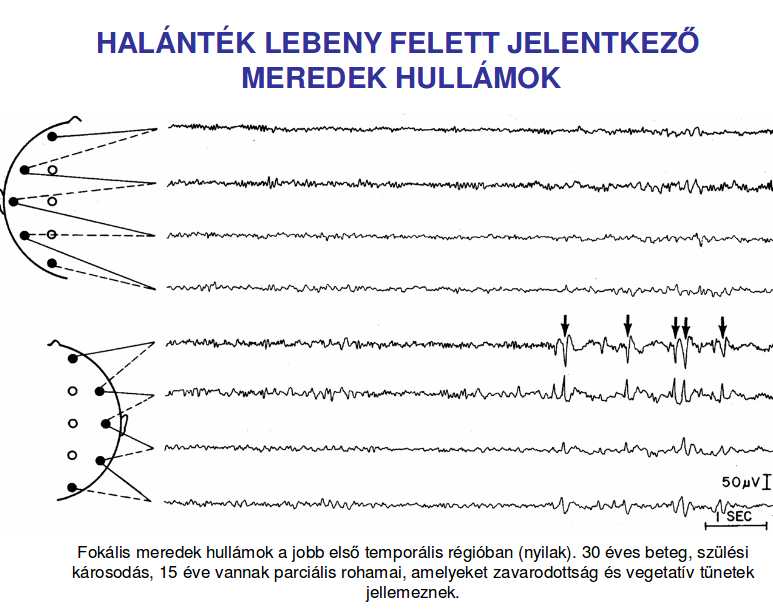 HALÁNTÉK LEBENY FELETT JELENTKEZŐ
MEREDEK HULLÁMOK
50µV
1 SEC
Fokális meredek hullámok a jobb első temporális régióban (nyilak). 30 éves beteg, szülési
károsodás, 15 éve vannak parciális rohamai, amelyeket zavarodottság és vegetatív tünetek
jellemeznek.